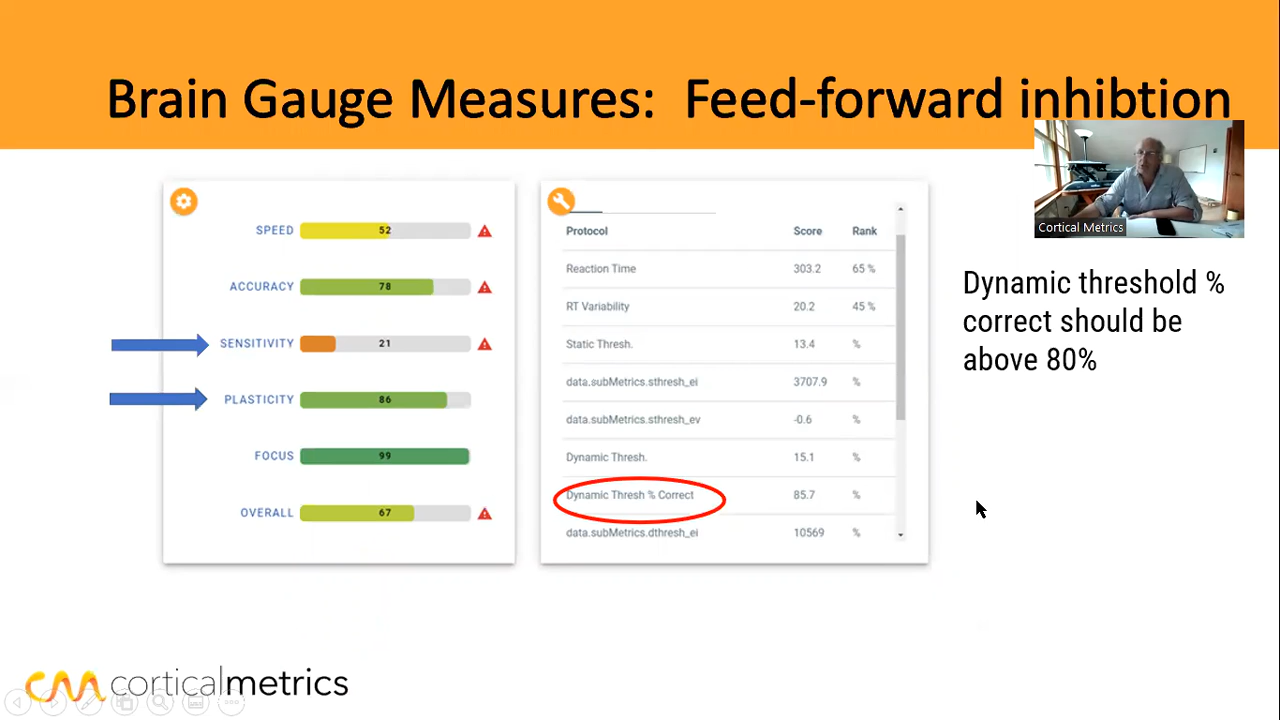 Brain Gauge Measures:  Feed-forward inhibtion
Cortical Metrics
SPEED 52
ACCURACY 78
SENSITIVITY 21
PLASTICITY 86
FOCUS 99
OVERALL 67
Protocol Score Rank
Reaction Time 303.2 65 %
RT Variability 20.2 45 %
Static Thresh. 13.4 %
data.subMetrics.sthresh_ei 3707.9 %
data.subMetrics.sthresh_ev -0.6 %
Dynamic Thresh. 15.1 %
Dynamic Thresh % Correct 85.7 %
data.subMetrics.dthresh_ei 10569 %
Dynamic threshold %
correct should be
above 80%
corticalmetrics